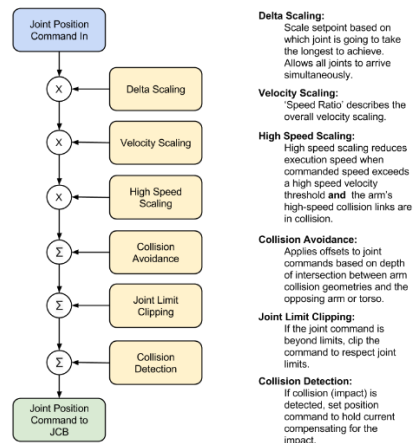 Joint Position
Command In
X
Delta Scaling
X
Velocity Scaling
X
High Speed
Scaling
Σ
Collision
Avoidance
Σ
Joint Limit
Clipping
Σ
Collision
Detection
Joint Position
Command to
JCB
Delta Scaling:
Scale setpoint based on
which joint is going to take
the longest to achieve.
Allows all joints to arrive
simultaneously.
Velocity Scaling:
'Speed Ratio' describes the
overall velocity scaling.
High Speed Scaling:
High speed scaling reduces
execution speed when
commanded speed exceeds
a high speed velocity
threshold and the arm's
high-speed collision links are
in collision.
Collision Avoidance:
Applies offsets to joint
commands based on depth
of intersection between arm
collision geometries and the
opposing arm or torso.
Joint Limit Clipping:
If the joint command is
beyond limits, clip the
command to respect joint
limits.
Collision Detection:
If collision (impact) is
detected, set position
command to hold current
compensating for the
impact.